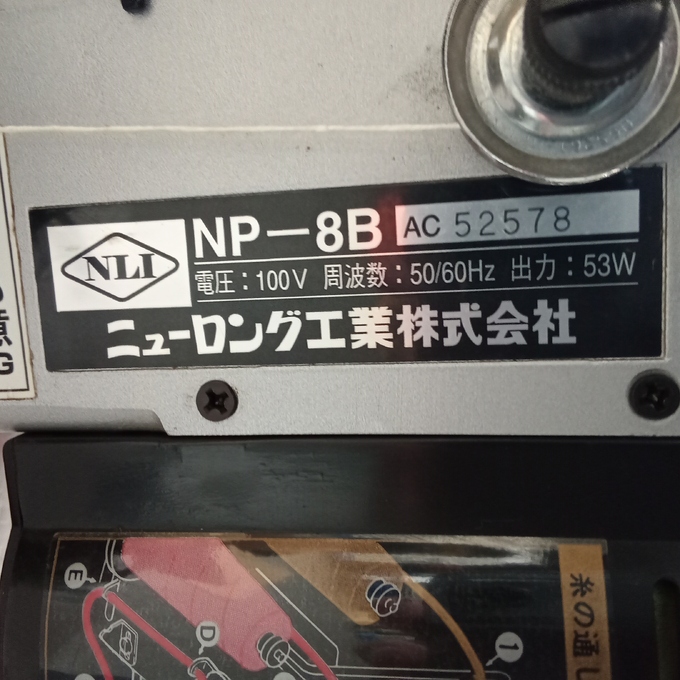 NLI
NP-8B AC 52578
電圧：100V 周波数：50/60Hz 出力：53W
ニューロング工業株式会社
G
糸の通し
E
D
1